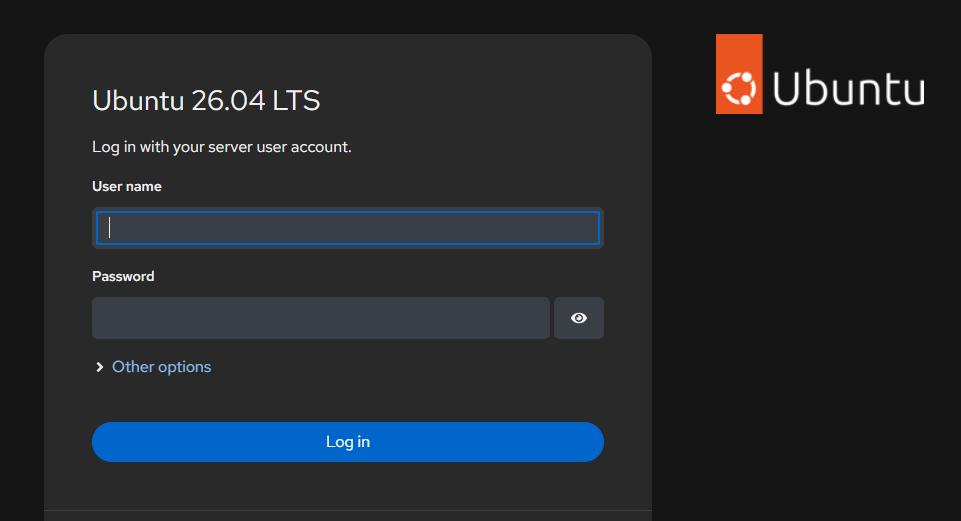 Ubuntu 26.04 LTS
Log in with your server user account.
User name
Password
Other options
Log in
Ubuntu